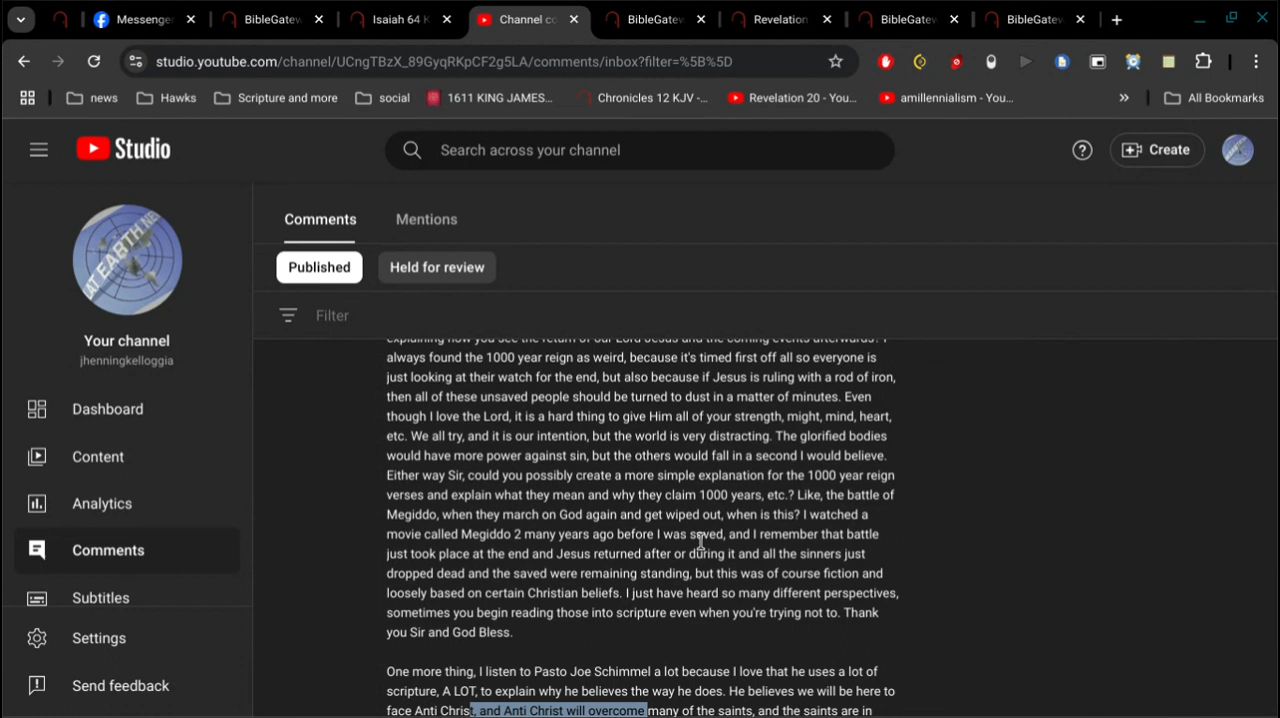 Messenger
BibleGatew
Isaiah 64 K
Channel co
BibleGatew
Revelation
BibleGatew
BibleGatew
studio.youtube.com/channel/UCngTBzX_89GyqRKpCF2g5LA/comments/inbox?filter=%5B%5D
news
Hawks
Scripture and more
social
1611 KING JAMES...
Chronicles 12 KJV -...
Revelation 20 - You...
amillennialism - You...
All Bookmarks
Studio
Search across your channel
Create
AT EARTH NE
Your channel
jhenningkelloggia
Dashboard
Content
Analytics
Comments
Subtitles
Settings
Send feedback
Comments
Mentions
Published
Held for review
Filter
explaining how you see the return of our Lord Jesus and the coming events afterwards? I
always found the 1000 year reign as weird, because it's timed first off all so everyone is
just looking at their watch for the end, but also because if Jesus is ruling with a rod of iron,
then all of these unsaved people should be turned to dust in a matter of minutes. Even
though I love the Lord, it is a hard thing to give Him all of your strength, might, mind, heart,
etc. We all try, and it is our intention, but the world is very distracting. The glorified bodies
would have more power against sin, but the others would fall in a second I would believe.
Either way Sir, could you possibly create a more simple explanation for the 1000 year reign
verses and explain what they mean and why they claim 1000 years, etc.? Like, the battle of
Megiddo, when they march on God again and get wiped out, when is this? I watched a
movie called Megiddo 2 many years ago before I was saved, and I remember that battle
just took place at the end and Jesus returned after or during it and all the sinners just
dropped dead and the saved were remaining standing, but this was of course fiction and
loosely based on certain Christian beliefs. I just have heard so many different perspectives,
sometimes you begin reading those into scripture even when you're trying not to. Thank
you Sir and God Bless.
One more thing, I listen to Pasto Joe Schimmel a lot because I love that he uses a lot of
scripture, A LOT, to explain why he believes the way he does. He believes we will be here to
face Anti Christ, and Anti Christ will overcome many of the saints, and the saints are in